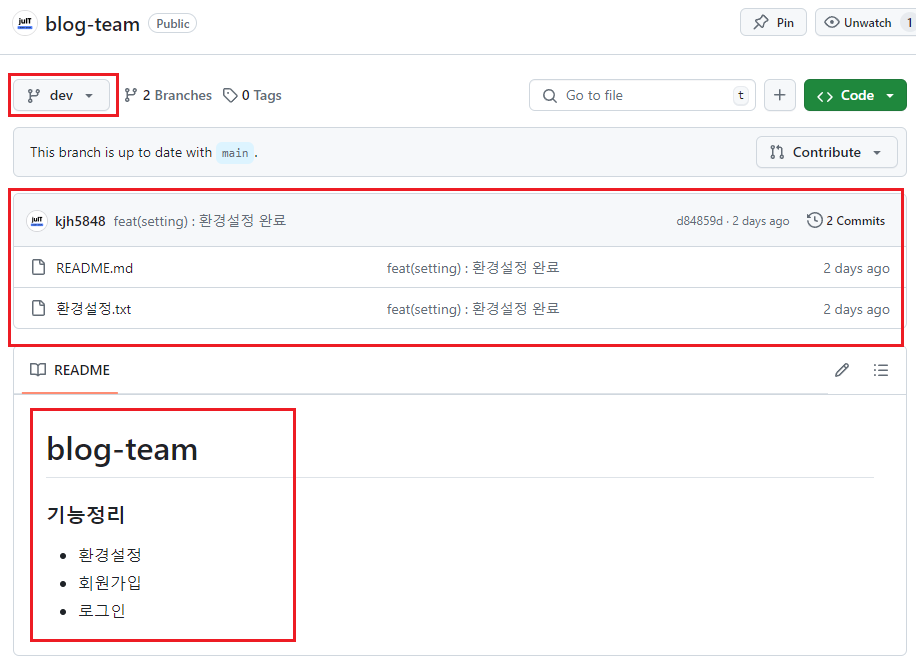 juIT blog-team Public Pin Unwatch 1
dev 2 Branches 0 Tags Go to file t Code
This branch is up to date with main . Contribute
juIT kjh5848 feat(setting) : 환경설정 완료 d84859d · 2 days ago 2 Commits
README.md feat(setting) : 환경설정 완료 2 days ago
환경설정.txt feat(setting) : 환경설정 완료 2 days ago
README
blog-team
기능정리
• 환경설정
• 회원가입
• 로그인